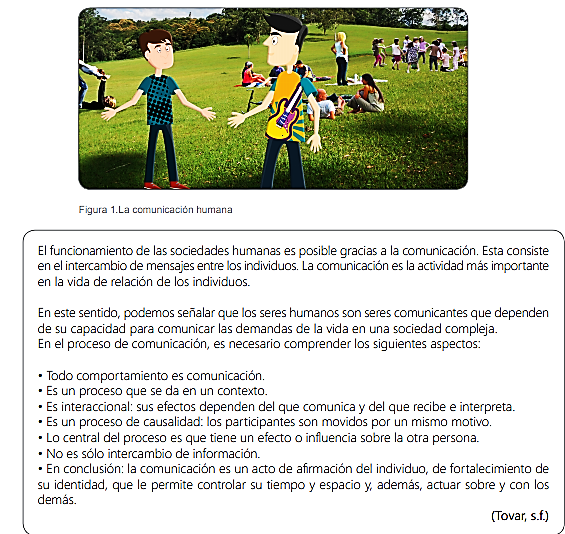 Figura 1.La comunicación humana
El funcionamiento de las sociedades humanas es posible gracias a la comunicación. Esta consiste
en el intercambio de mensajes entre los individuos. La comunicación es la actividad más importante
en la vida de relación de los individuos.
En este sentido, podemos señalar que los seres humanos son seres comunicantes que dependen
de su capacidad para comunicar las demandas de la vida en una sociedad compleja.
En el proceso de comunicación, es necesario comprender los siguientes aspectos:
• Todo comportamiento es comunicación.
• Es un proceso que se da en un contexto.
• Es interaccional: sus efectos dependen del que comunica y del que recibe e interpreta.
• Es un proceso de causalidad: los participantes son movidos por un mismo motivo.
• Lo central del proceso es que tiene un efecto o influencia sobre la otra persona.
• No es sólo intercambio de información.
• En conclusión: la comunicación es un acto de afirmación del individuo, de fortalecimiento de
su identidad, que le permite controlar su tiempo y espacio y, además, actuar sobre y con los
demás.
(Tovar, s.f.)